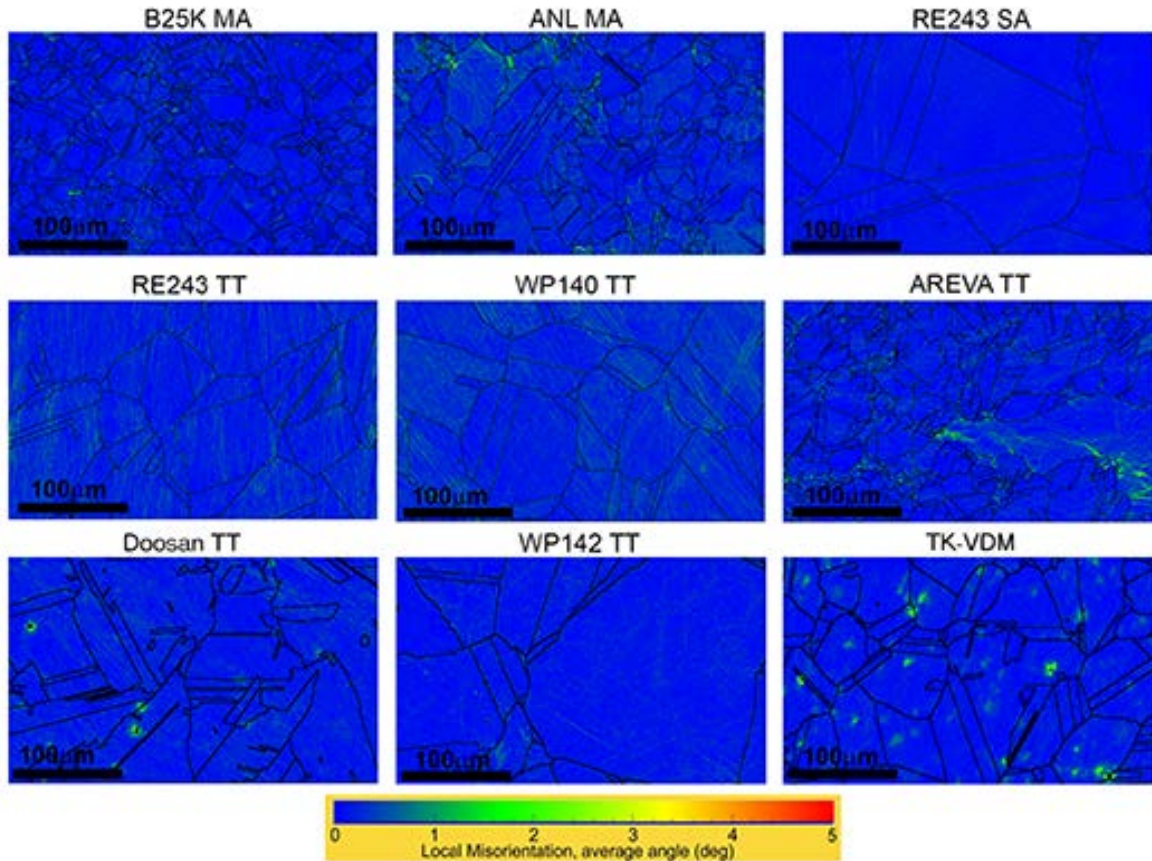 B25K MA
ANL MA
RE243 SA
100μm
100μm
100μm
RE243 TT
WP140 TT
AREVA TT
100μm
100μm
100μm
Doosan TT
WP142 TT
TK-VDM
100μm
100μm
100μm
0 1 2 3 4 5
Local Misorientation, average angle (deg)